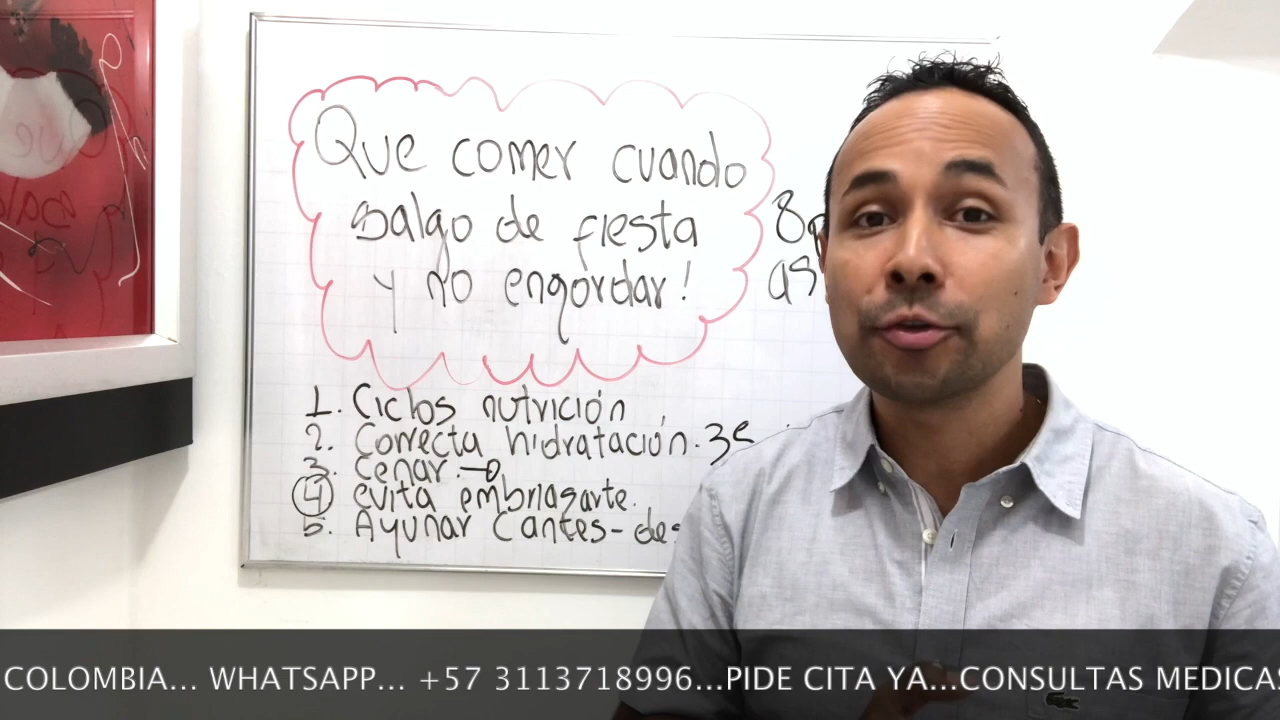 Que comer cuando
salgo de fiesta
y no engordar!
1. Ciclos nutrición
2. Correcta hidratación.
3. Cenar
4 evita embriagarte.
5. Ayunar (antes-
COLOMBIA... WHATSAPP... +57 3113718996...PIDE CITA YA...CONSULTAS MEDICAS